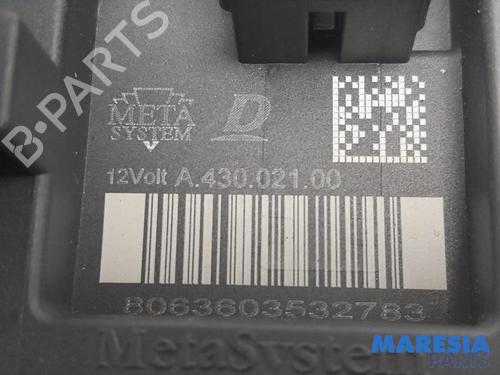 B-PARTS
META
SYSTEM
D
12Volt A.430.021.00
8063603532783
MetaSystem
MARESIA
PARTS